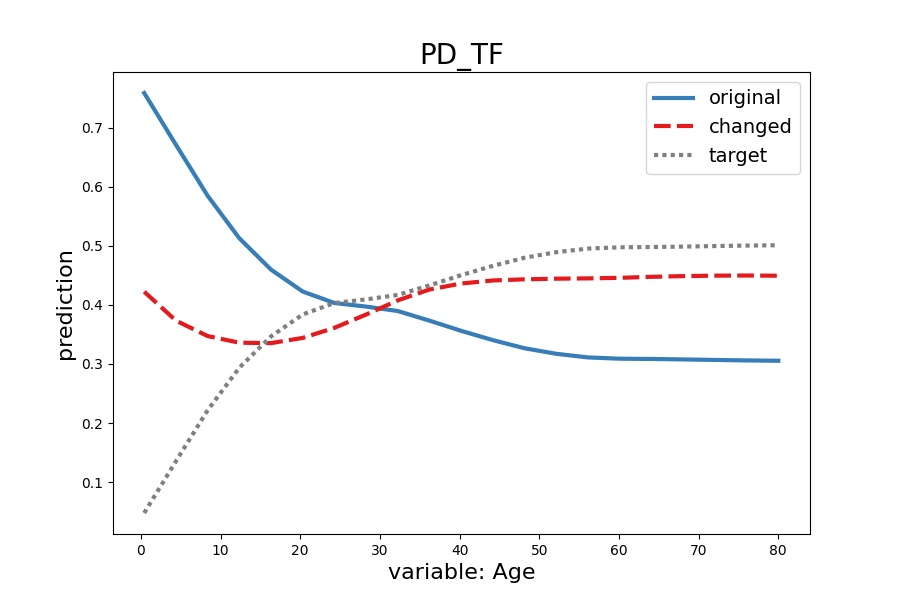 PD_TF
original
changed
target
prediction
0.7
0.6
0.5
0.4
0.3
0.2
0.1
0 10 20 30 40 50 60 70 80
variable: Age